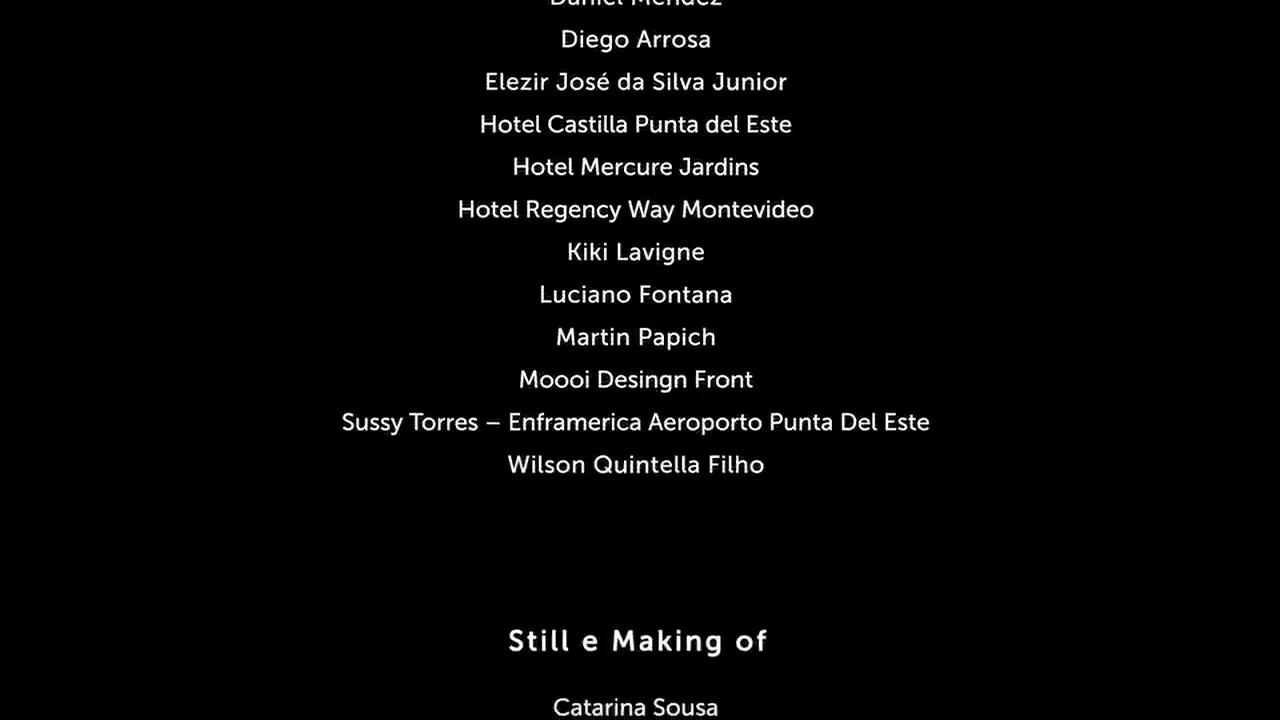 Daniel Mendez
Diego Arrosa
Elezir José da Silva Junior
Hotel Castilla Punta del Este
Hotel Mercure Jardins
Hotel Regency Way Montevideo
Kiki Lavigne
Luciano Fontana
Martin Papich
Moooi Desingn Front
Sussy Torres – Enframerica Aeroporto Punta Del Este
Wilson Quintella Filho
Still e Making of
Catarina Sousa